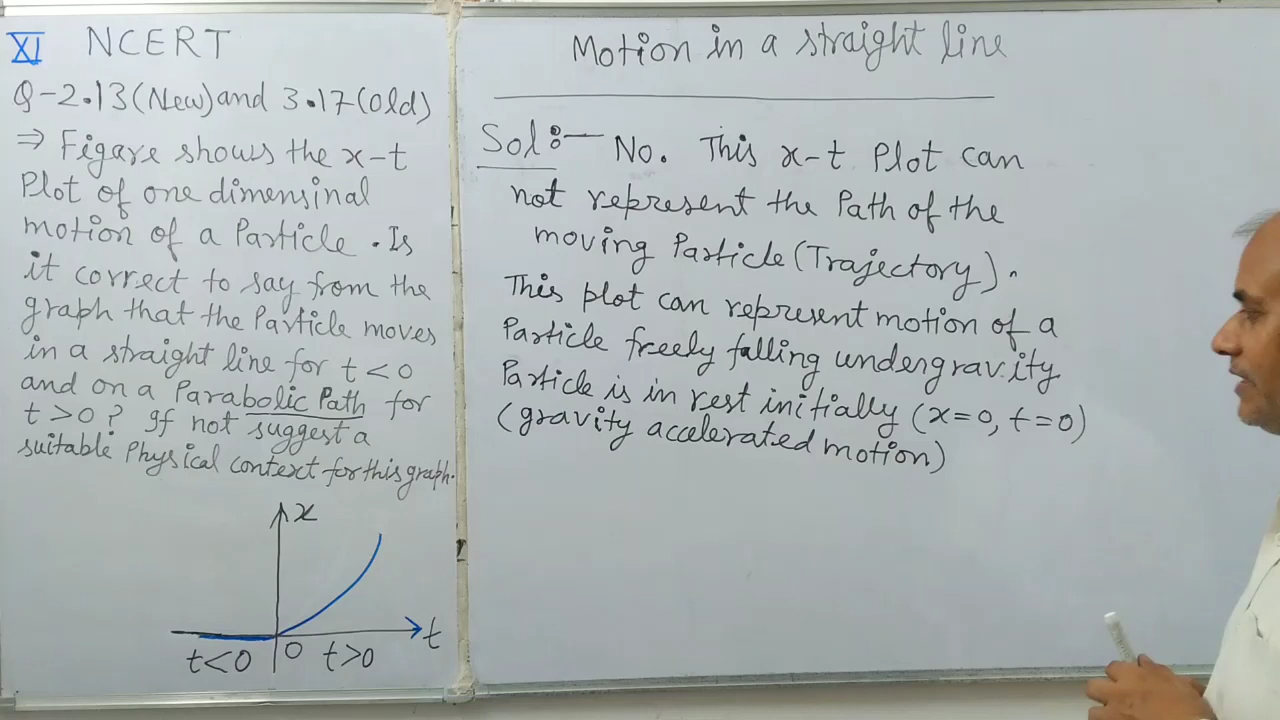 XI NCERT
Q-2.13(New)and 3.17(Old)
⇒ Figare shows the x-t
Plot of one dimensinal
motion of a Particle. Is
it correct to say from the
graph that the Particle moves
in a straight line for t<0
and on a Parabolic Path for
t>0? If not suggest a
suitable Physical context for this graph.
x
t
0
t<0
t>0
Motion in a straight line
Sol:— No. This x-t Plot can
not represent the Path of the
moving Particle (Trajectory).
This plot can represent motion of a
Particle freely falling under gravity
Particle is in rest initially (x=0, t=0)
(gravity accelerated motion)